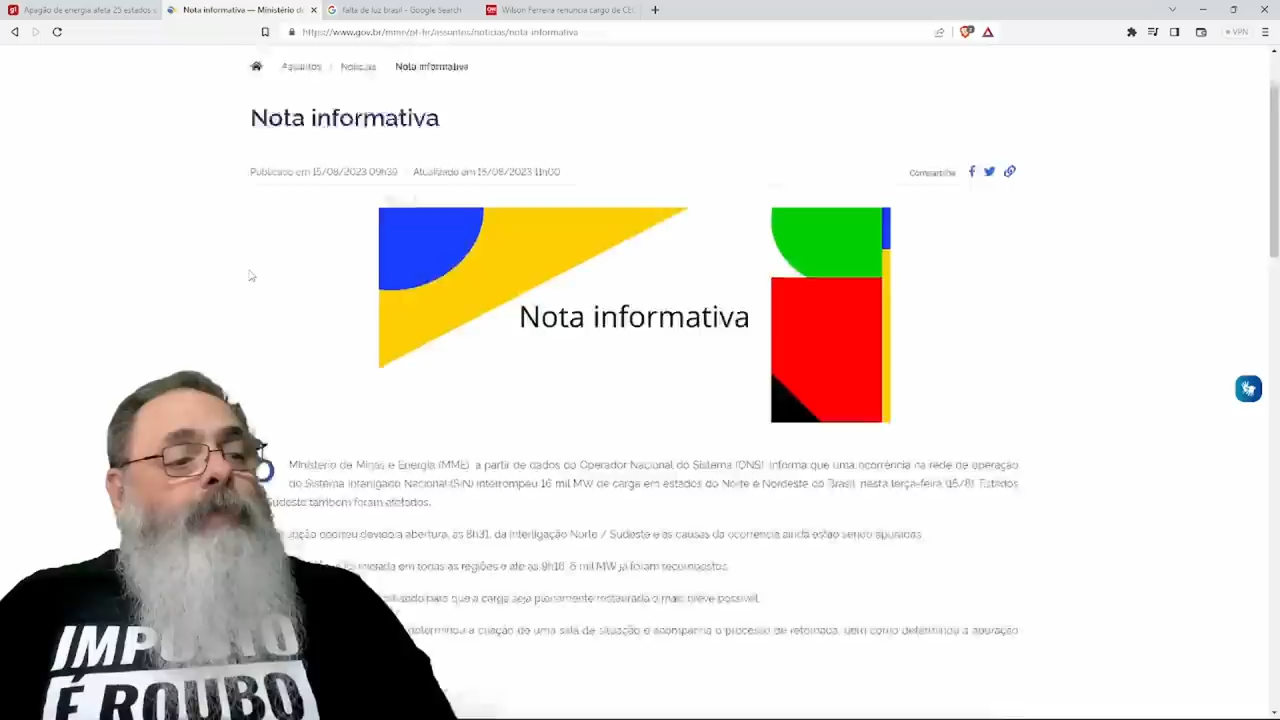 Apagão de energia afeta 25 estados
Nota informativa — Ministério de
falta de luz brasil - Google Search
Wilson Ferreira renuncia cargo de CE
https://www.gov.br/mme/pt-br/assuntos/noticias/nota-informativa
VPN
Assuntos
Notícias
Nota informativa
Nota informativa
Publicado em 15/08/2023 09h39
Atualizado em 15/08/2023 11h00
Compartilhe
Nota informativa
Ministério de Minas e Energia (MME), a partir de dados do Operador Nacional do Sistema (ONS), informa que uma ocorrência na rede de operação
do Sistema Interligado Nacional (SIN) interrompeu 16 mil MW de carga em estados do Norte e Nordeste do Brasil, nesta terça-feira (15/8). Estados
Sudeste também foram afetados.
ocorreu devido a abertura, às 8h31, da interligação Norte / Sudeste e as causas da ocorrência ainda estão sendo apuradas.
em todas as regiões e até as 9h16, 6 mil MW já foram recompostos.
para que a carga seja plenamente restaurada o mais breve possível.
determinou a criação de uma sala de situação e acompanha o processo de retomada, bem como determinou a apuração
IMPOSTO
É ROUBO